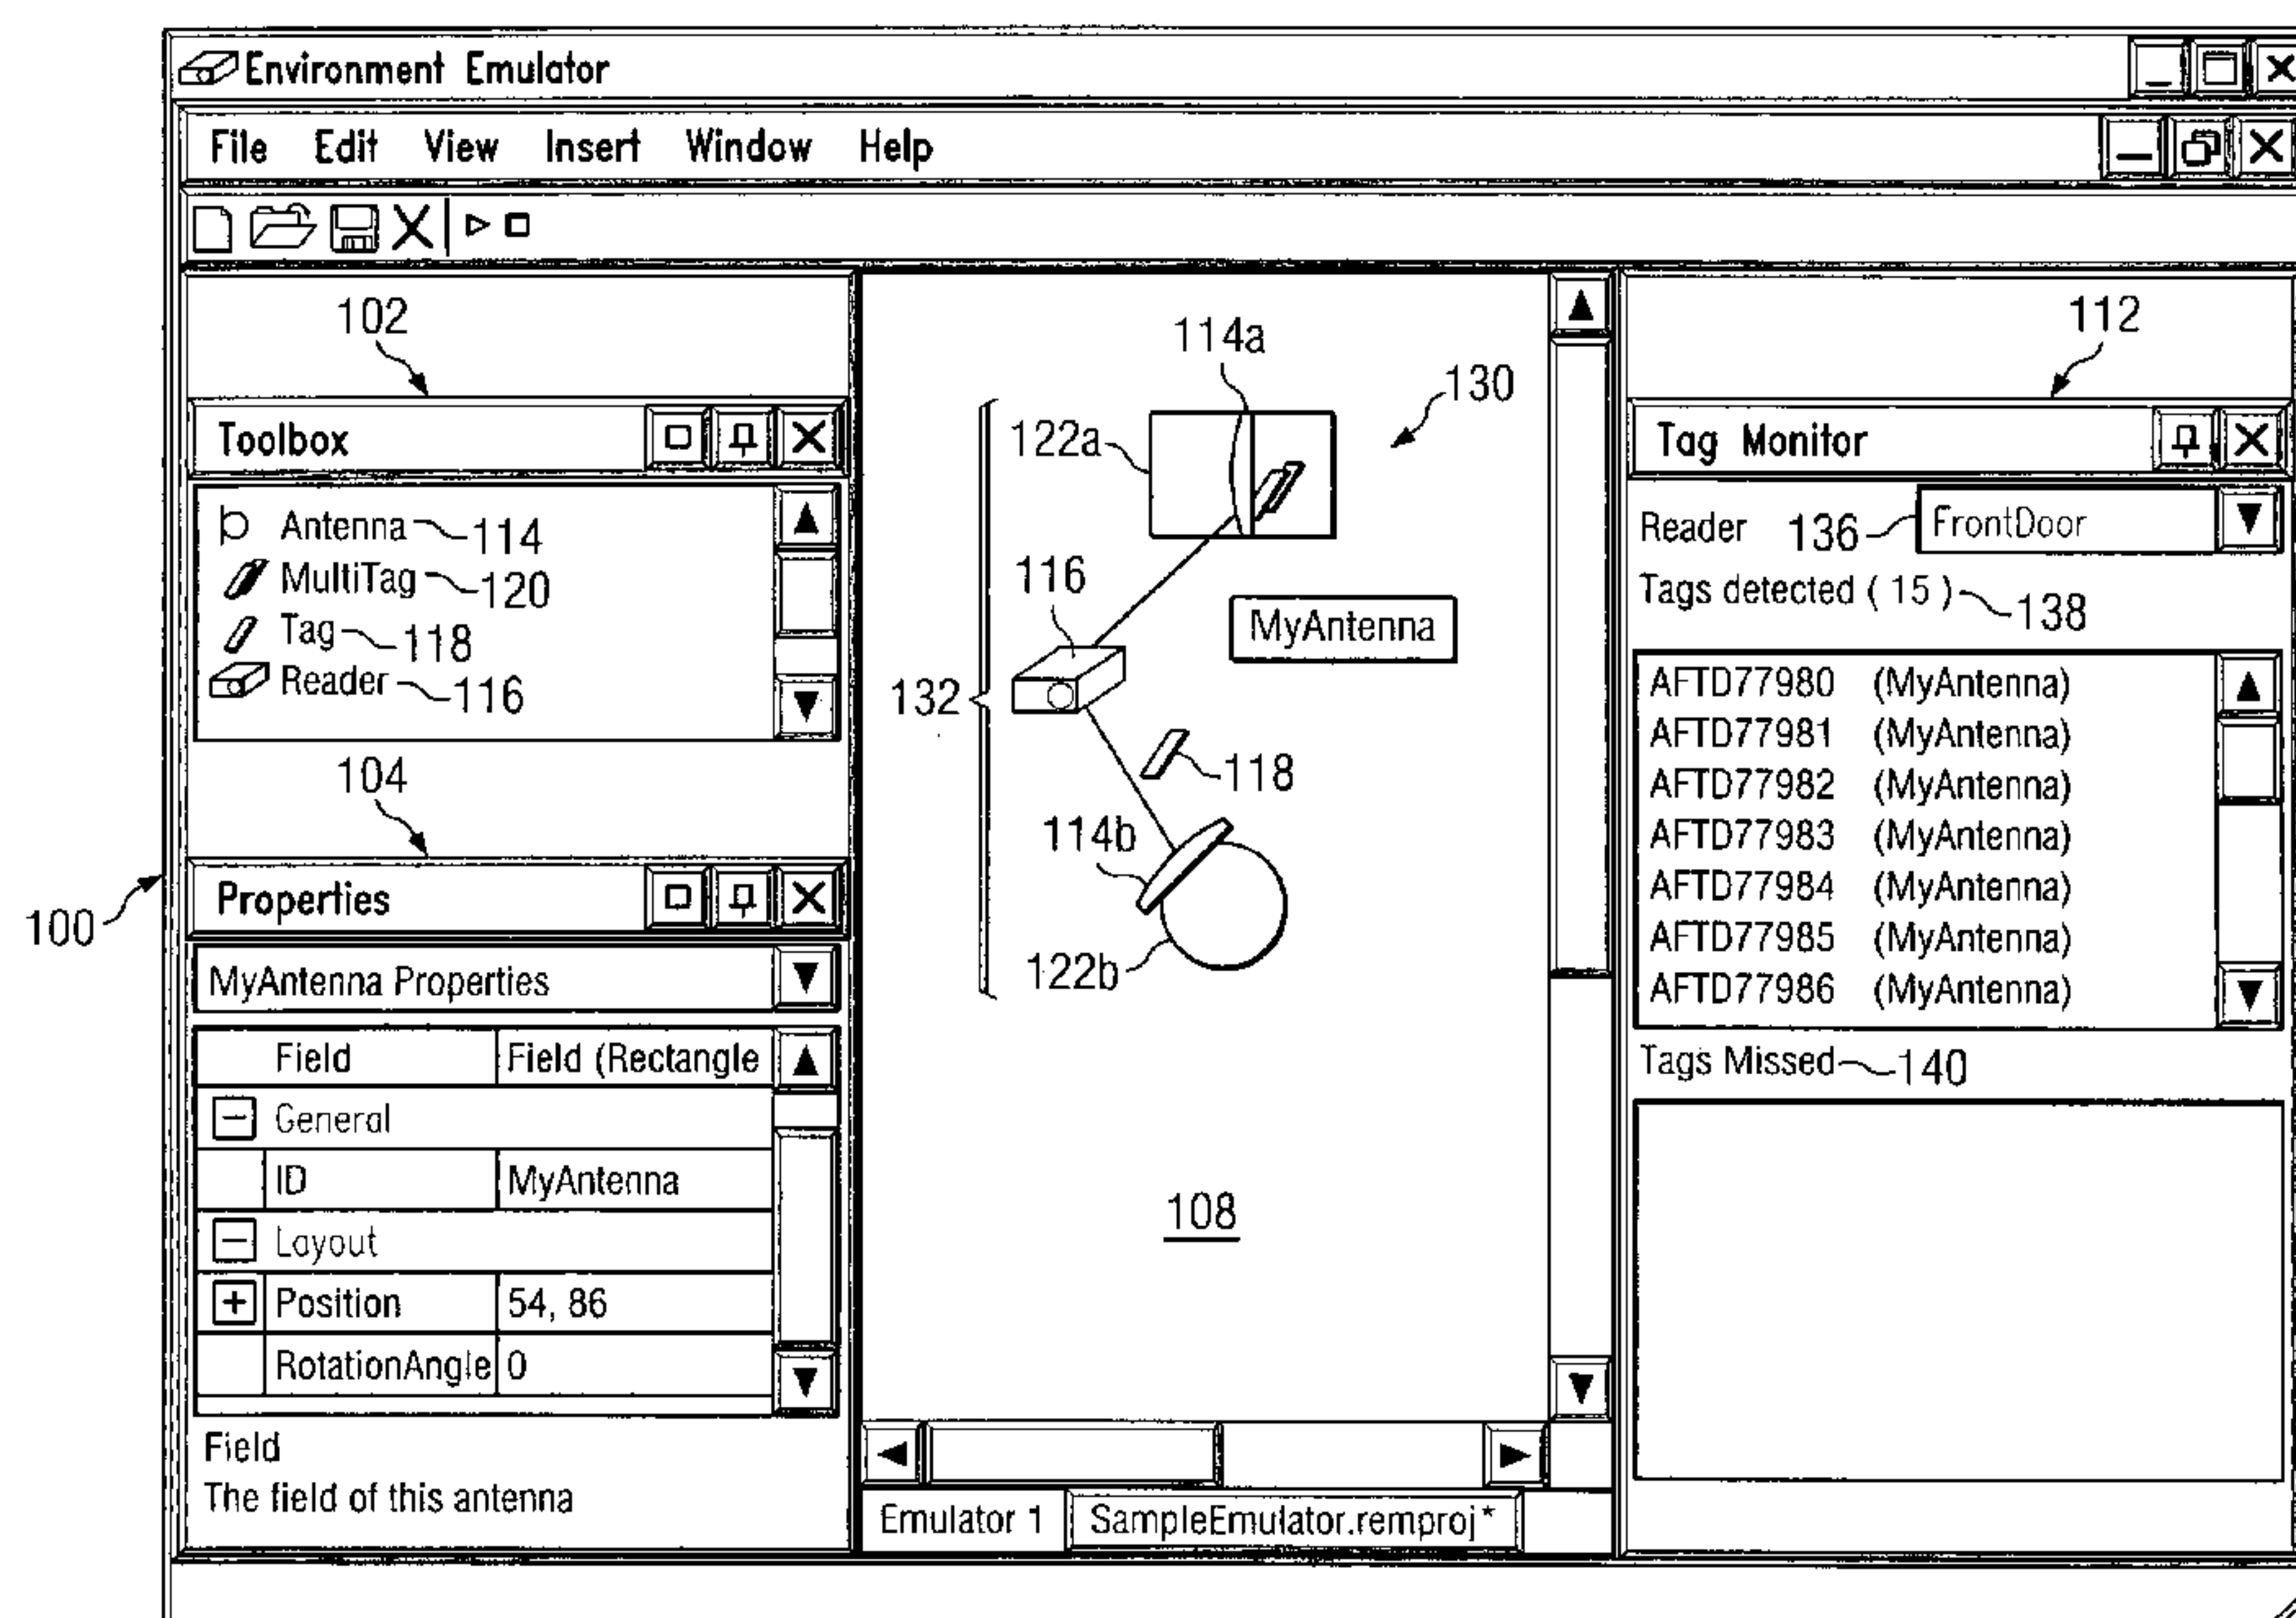 Environment Emulator
File Edit View Insert Window Help
102
Toolbox
Antenna 114
MultiTag 120
Tag 118
Reader 116
104
Properties
100
MyAntenna Properties
Field Field (Rectangle
General
ID MyAntenna
Layout
Position 54, 86
RotationAngle 0
Field
The field of this antenna
114a
130
122a
116
MyAntenna
132
118
114b
122b
108
Emulator 1 SampleEmulator.remproj*
112
Tag Monitor
Reader 136 FrontDoor
Tags detected ( 15 ) 138
AFTD77980 (MyAntenna)
AFTD77981 (MyAntenna)
AFTD77982 (MyAntenna)
AFTD77983 (MyAntenna)
AFTD77984 (MyAntenna)
AFTD77985 (MyAntenna)
AFTD77986 (MyAntenna)
Tags Missed 140